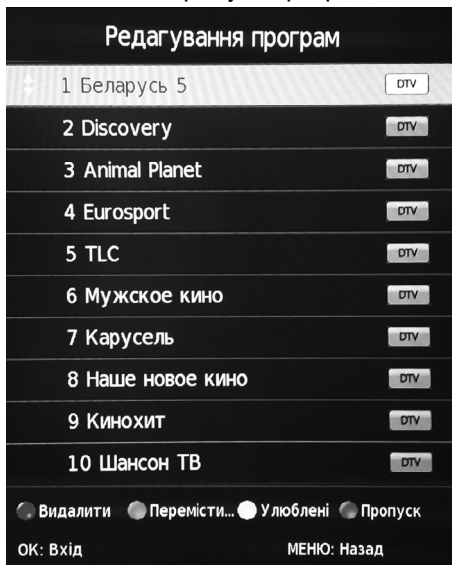 Редагування програм
1 Беларусь 5 DTV
2 Discovery DTV
3 Animal Planet DTV
4 Eurosport DTV
5 TLC DTV
6 Мужское кино DTV
7 Карусель DTV
8 Наше новое кино DTV
9 Кинохит DTV
10 Шансон ТВ DTV
Видалити Перемісти... Улюблені Пропуск
ОК: Вхід МЕНЮ: Назад